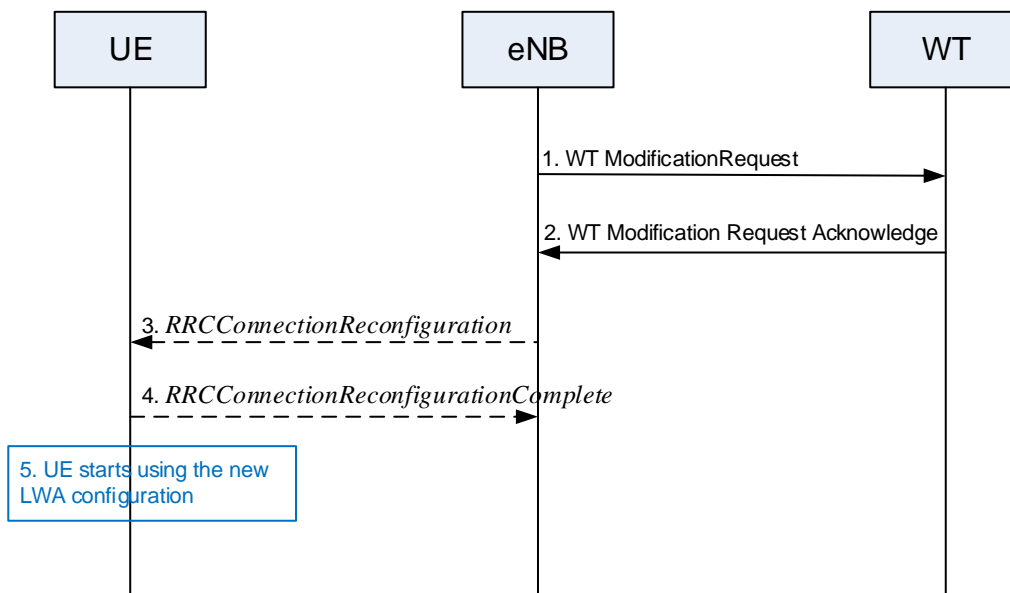 UE
eNB
WT
1. WT ModificationRequest
2. WT Modification Request Acknowledge
3. RRCConnectionReconfiguration
4. RRCConnectionReconfigurationComplete
5. UE starts using the new
LWA configuration